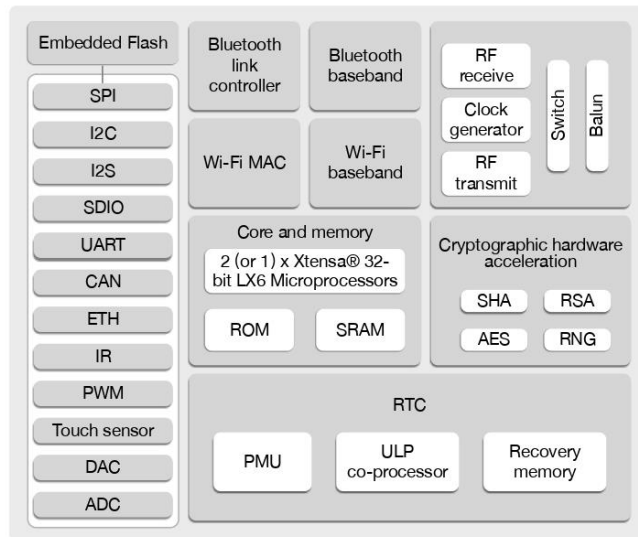 Embedded Flash
SPI
I2C
I2S
SDIO
UART
CAN
ETH
IR
PWM
Touch sensor
DAC
ADC
Bluetooth
link
controller
Bluetooth
baseband
Wi-Fi MAC
Wi-Fi
baseband
RF
receive
Clock
generator
RF
transmit
Switch
Balun
Core and memory
2 (or 1) x Xtensa® 32-
bit LX6 Microprocessors
ROM
SRAM
Cryptographic hardware
acceleration
SHA
RSA
AES
RNG
RTC
PMU
ULP
co-processor
Recovery
memory